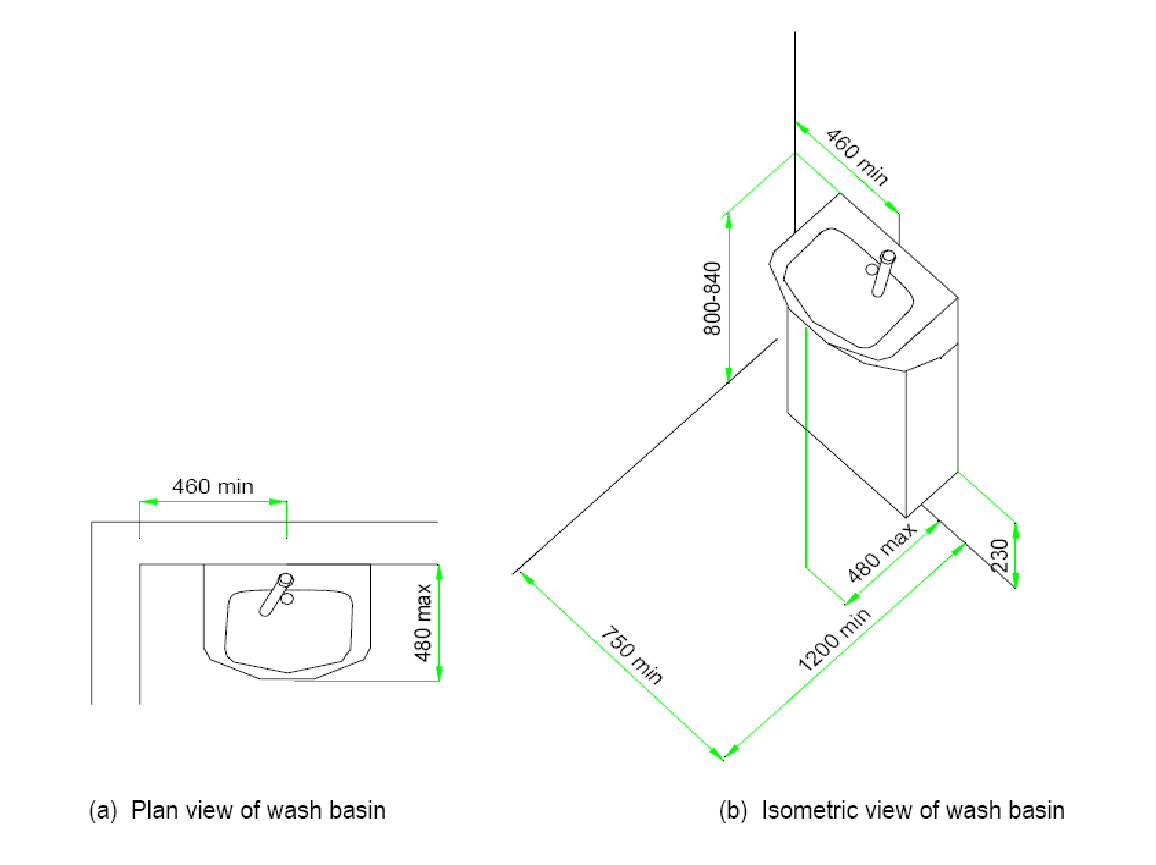 460 min
480 max
(a) Plan view of wash basin
460 min
800-840
230
480 max
1200 min
750 min
(b) Isometric view of wash basin